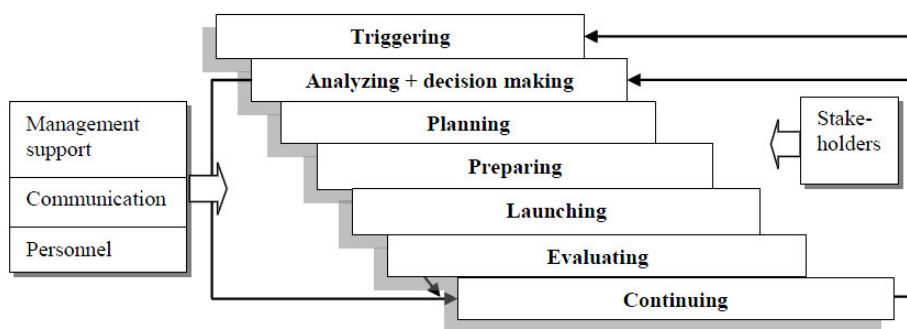 Triggering
Analyzing + decision making
Planning
Preparing
Launching
Evaluating
Continuing
Management
support
Communication
Personnel
Stake-
holders